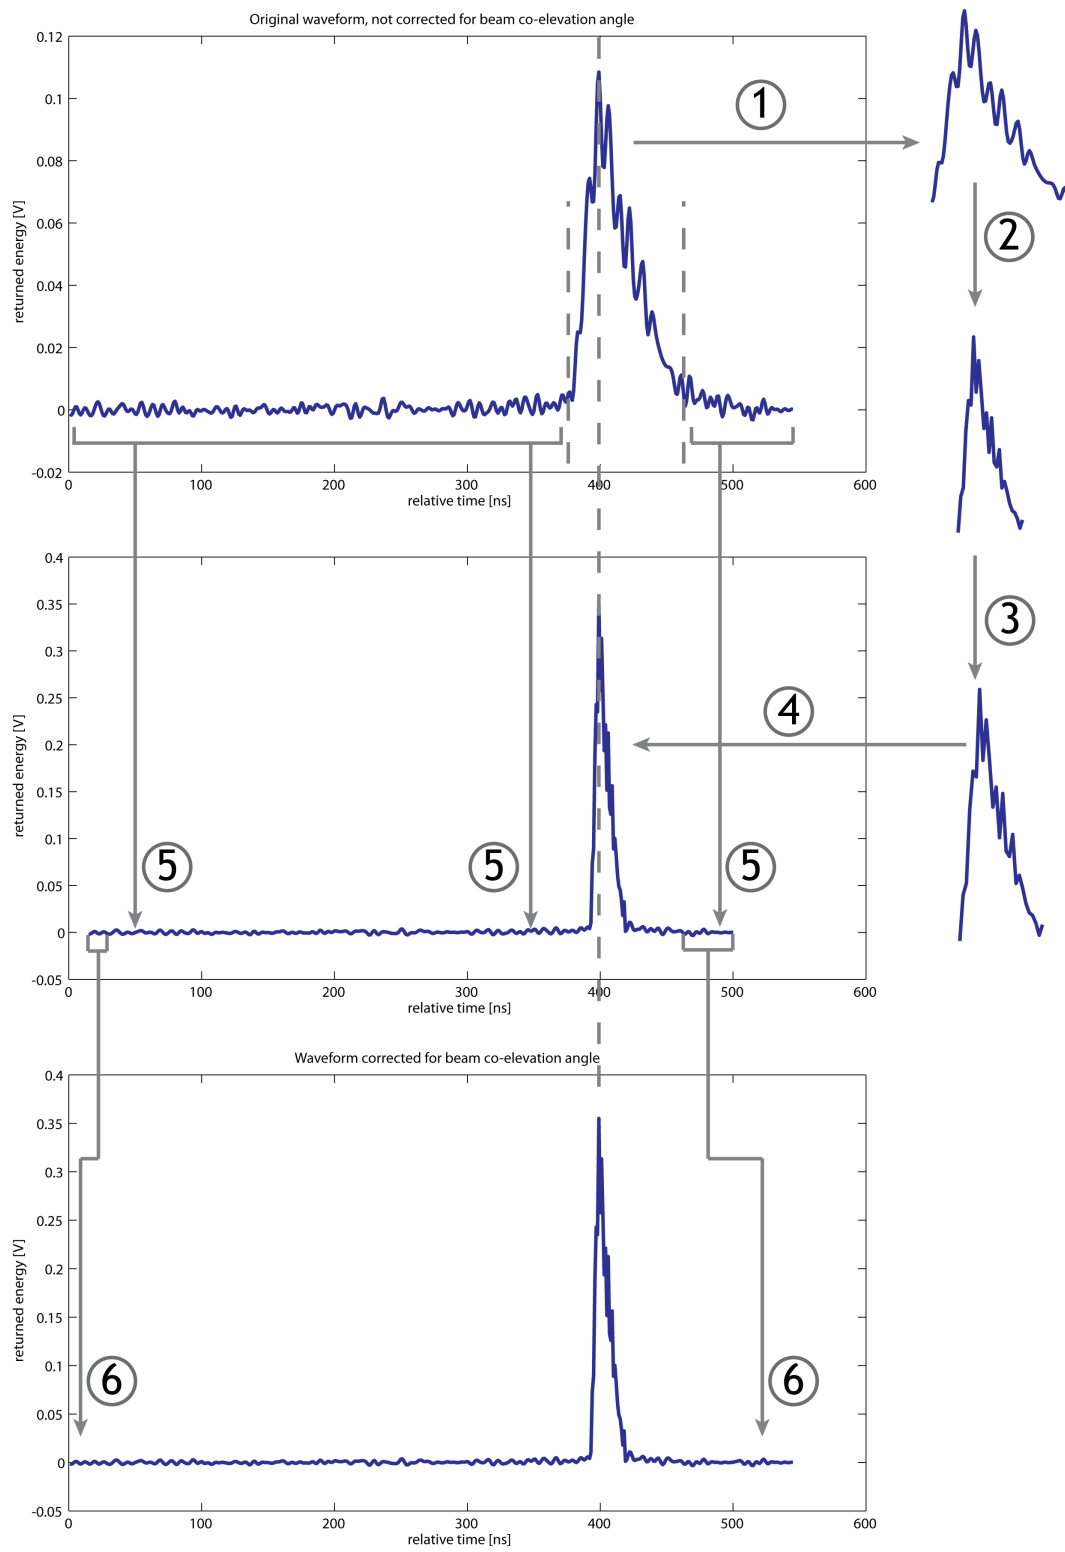 Original waveform, not corrected for beam co-elevation angle
0.12
0.1
0.08
0.06
0.04
0.02
0
-0.02
returned energy [V]
0 100 200 300 400 500 600
relative time [ns]
1
2
3
4
0.4
0.35
0.3
0.25
0.2
0.15
0.1
0.05
0
-0.05
returned energy [V]
5 5 5
0 100 200 300 400 500 600
relative time [ns]
Waveform corrected for beam co-elevation angle
0.4
0.35
0.3
0.25
0.2
0.15
0.1
0.05
0
-0.05
returned energy [V]
6 6
0 100 200 300 400 500 600
relative time [ns]